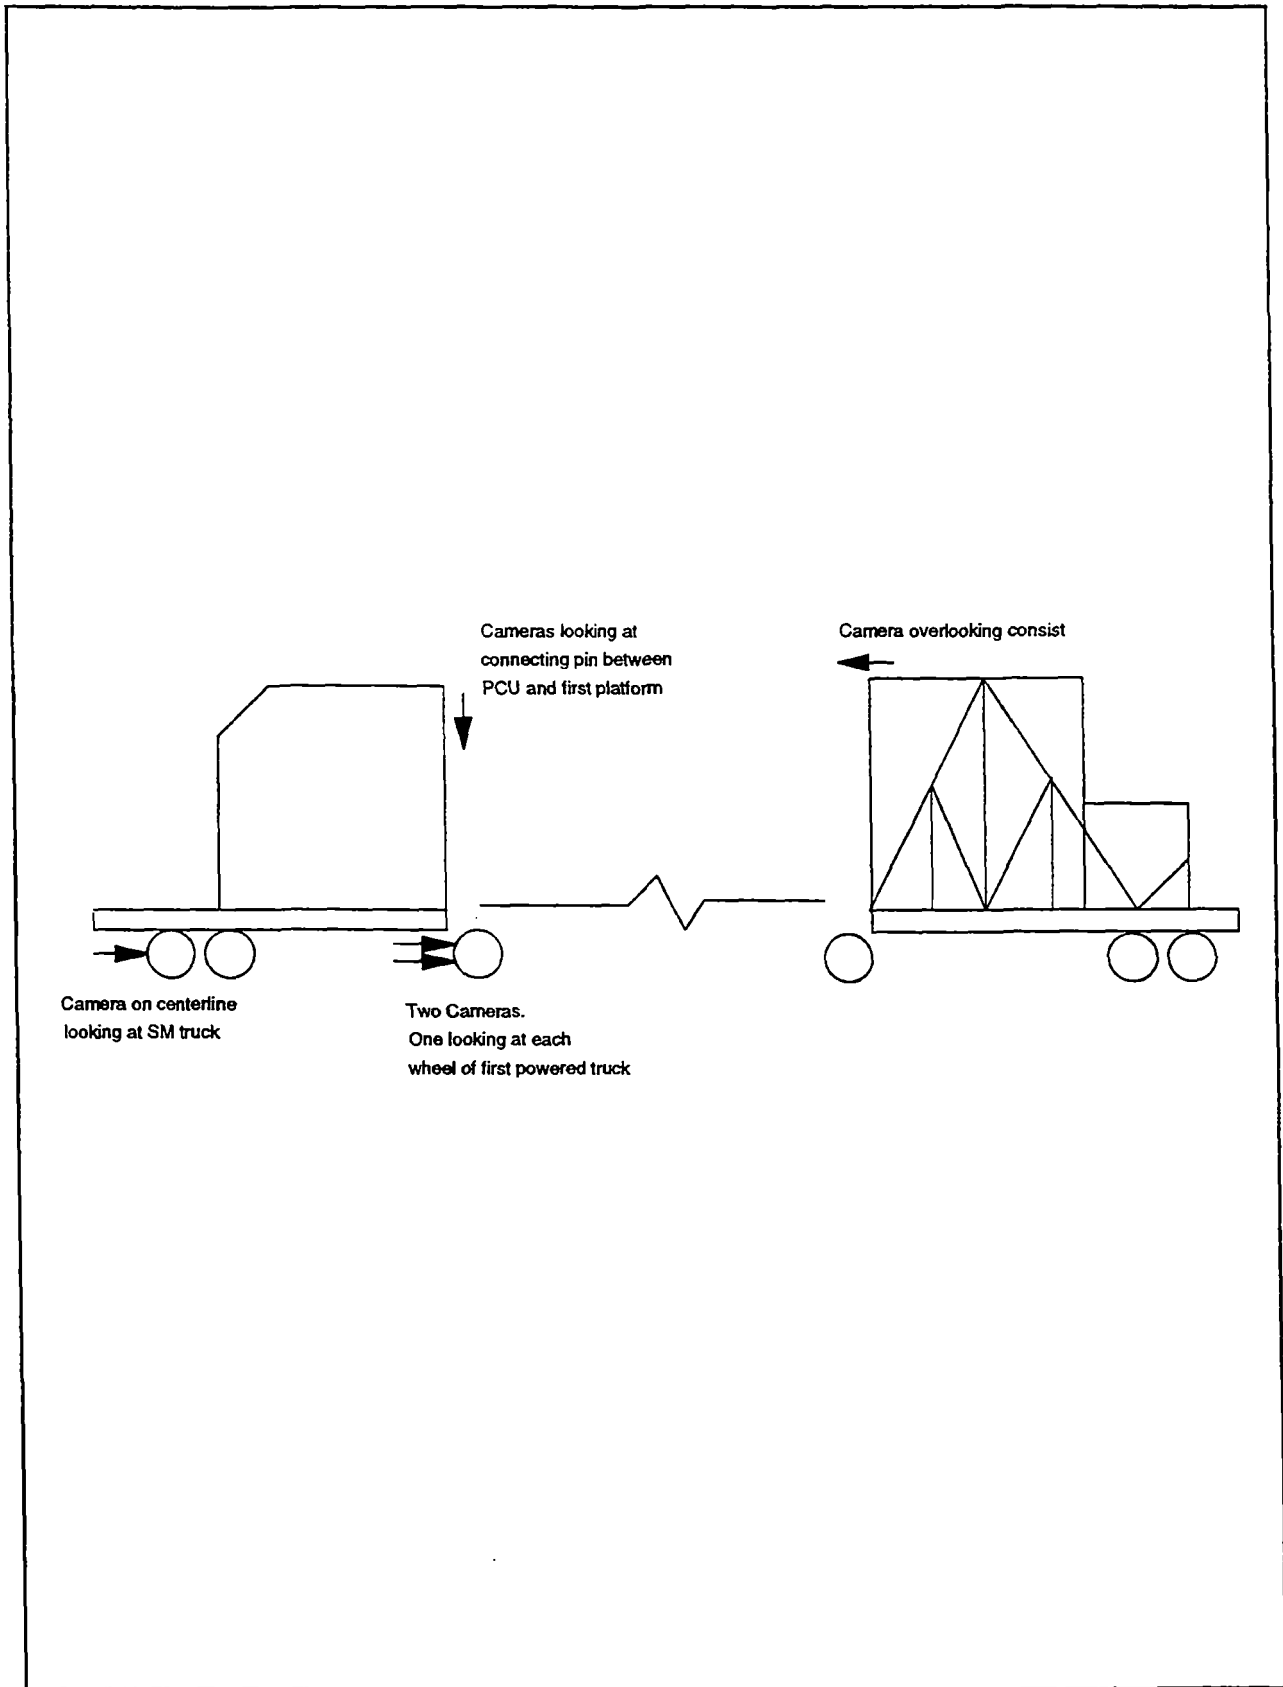 Cameras looking at
connecting pin between
PCU and first platform
Camera overlooking consist
Camera on centerline
looking at SM truck
Two Cameras.
One looking at each
wheel of first powered truck